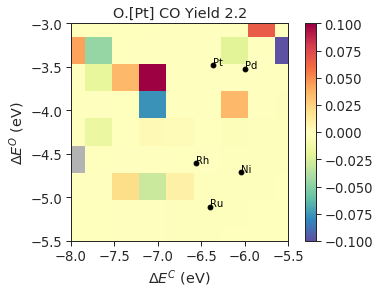 O.[Pt] CO Yield 2.2
ΔE^O (eV)
−3.0
−3.5
−4.0
−4.5
−5.0
−5.5
Pt
Pd
Rh
Ni
Ru
−8.0 −7.5 −7.0 −6.5 −6.0 −5.5
ΔE^C (eV)
0.100
0.075
0.050
0.025
0.000
−0.025
−0.050
−0.075
−0.100